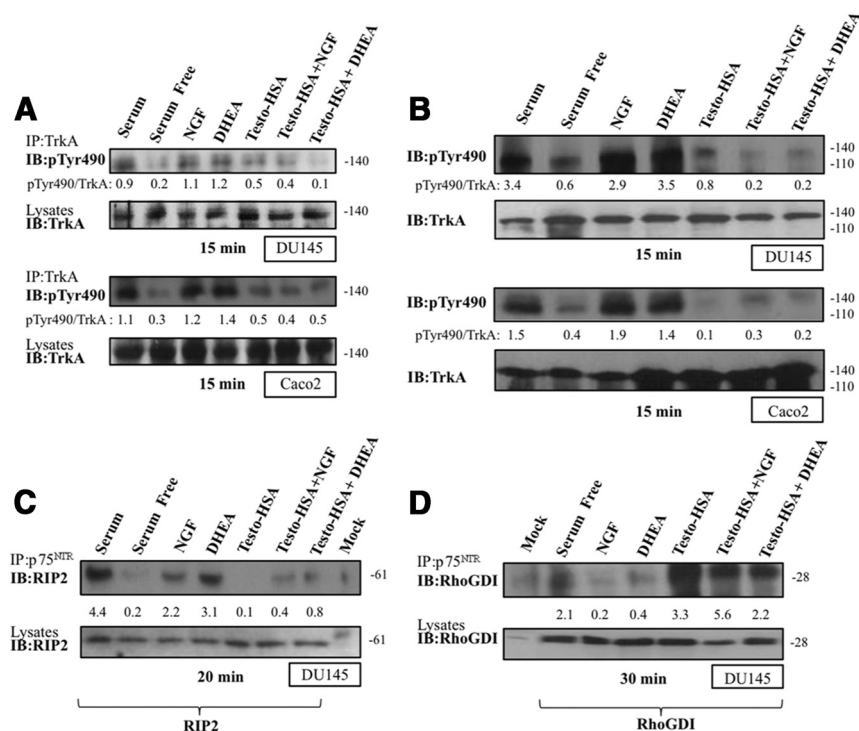 A
Serum
Serum Free
NGF
DHEA
Testo-HSA
Testo-HSA+NGF
Testo-HSA+ DHEA
IP:TrkA
IB:pTyr490
-140
pTyr490/TrkA: 0.9 0.2 1.1 1.2 0.5 0.4 0.1
Lysates
IB:TrkA
-140
15 min
DU145
IP:TrkA
IB:pTyr490
-140
pTyr490/TrkA : 1.1 0.3 1.2 1.4 0.5 0.4 0.5
Lysates
IB:TrkA
-140
15 min
Caco2
B
Serum
Serum Free
NGF
DHEA
Testo-HSA
Testo-HSA+NGF
Testo-HSA+ DHEA
IB:pTyr490
-140
-110
pTyr490/TrkA: 3.4 0.6 2.9 3.5 0.8 0.2 0.2
IB:TrkA
-140
-110
15 min
DU145
IB:pTyr490
-140
-110
pTyr490/TrkA: 1.5 0.4 1.9 1.4 0.1 0.3 0.2
IB:TrkA
-140
-110
15 min
Caco2
C
Serum
Serum Free
NGF
DHEA
Testo-HSA
Testo-HSA+NGF
Testo-HSA+ DHEA
Mock
IP:p75NTR
IB:RIP2
-61
4.4 0.2 2.2 3.1 0.1 0.4 0.8
Lysates
IB:RIP2
-61
20 min
DU145
RIP2
D
Mock
Serum Free
NGF
DHEA
Testo-HSA
Testo-HSA+NGF
Testo-HSA+ DHEA
IP:p75NTR
IB:RhoGDI
-28
2.1 0.2 0.4 3.3 5.6 2.2
Lysates
IB:RhoGDI
-28
30 min
DU145
RhoGDI